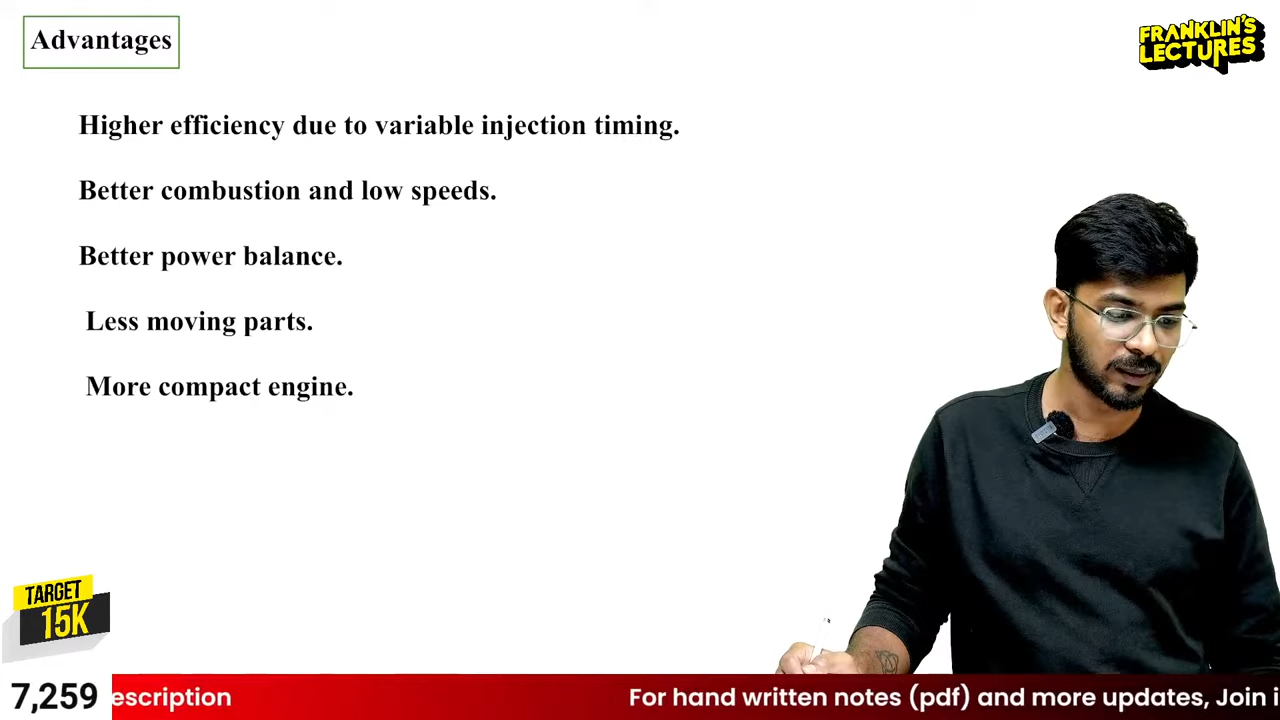 Advantages
FRANKLIN'S
LECTURES
Higher efficiency due to variable injection timing.
Better combustion and low speeds.
Better power balance.
Less moving parts.
More compact engine.
TARGET
15K
7,259
escription
For hand written notes (pdf) and more updates, Join i